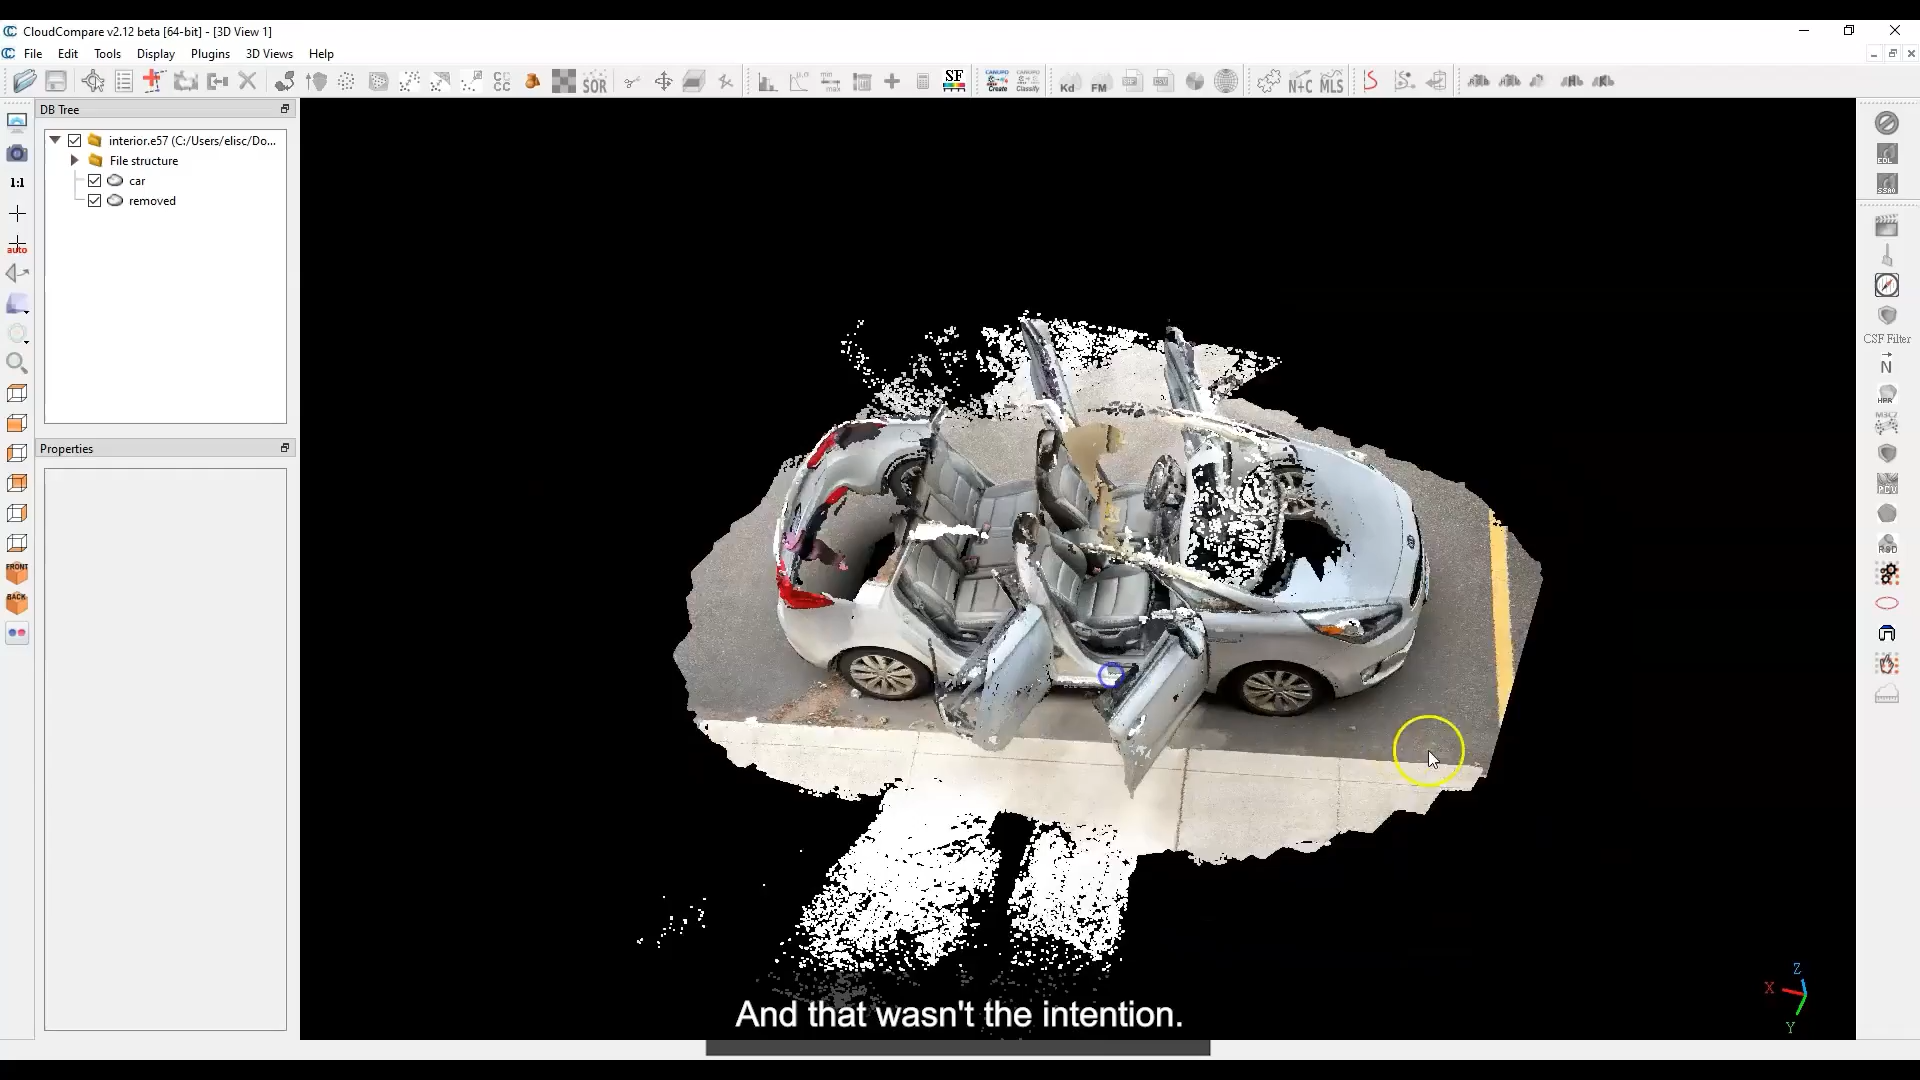 CloudCompare v2.12 beta [64-bit] - [3D View 1]
File Edit Tools Display Plugins 3D Views Help
SOR
SF
CANUPO Create
CANUPO Classify
Kd
FM
N+C
MLS
DB Tree
interior.e57 (C:/Users/elisc/Do...
File structure
car
removed
Properties
1:1
auto
FRONT
BACK
EDL
SSAO
CSF Filter
N
HPR
M3C2
PCV
RSD
X
Z
Y
And that wasn't the intention.